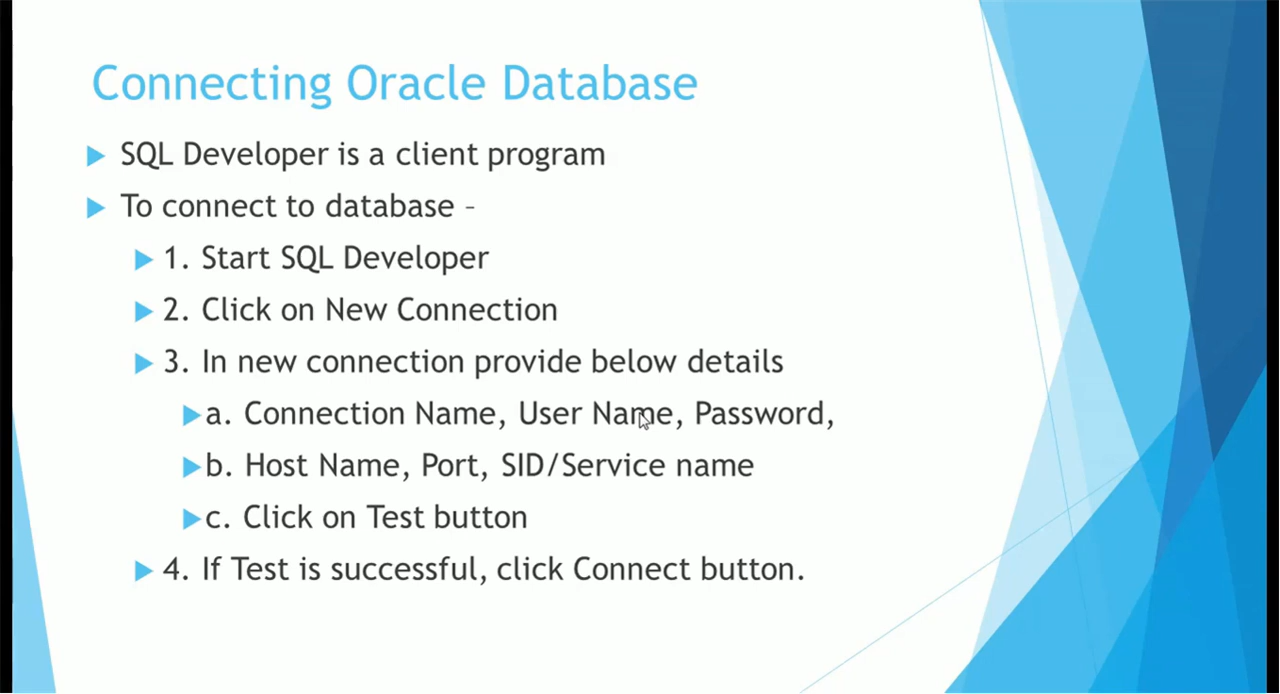 Connecting Oracle Database
SQL Developer is a client program
To connect to database –
1. Start SQL Developer
2. Click on New Connection
3. In new connection provide below details
a. Connection Name, User Name, Password,
b. Host Name, Port, SID/Service name
c. Click on Test button
4. If Test is successful, click Connect button.